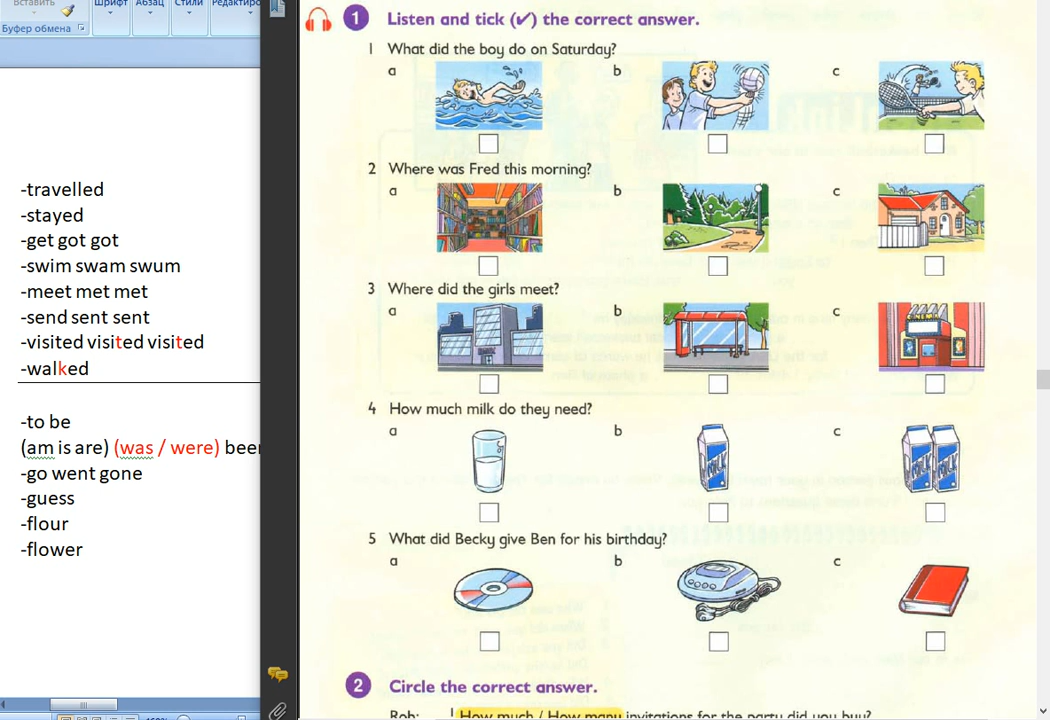 Вставить
Шрифт Абзац Стили Редактиро
Буфер обмена
-travelled
-stayed
-get got got
-swim swam swum
-meet met met
-send sent sent
-visited visited visited
-walked
-to be
(am is are) (was / were) beer
-go went gone
-guess
-flour
-flower
1 Listen and tick (✓) the correct answer.
1 What did the boy do on Saturday?
a b c
2 Where was Fred this morning?
a b c
3 Where did the girls meet?
a b c
4 How much milk do they need?
a b c
MILK MILK MILK
5 What did Becky give Ben for his birthday?
a b c
2 Circle the correct answer.
Rob: 1 How much / How many invitations for the party did you buy?